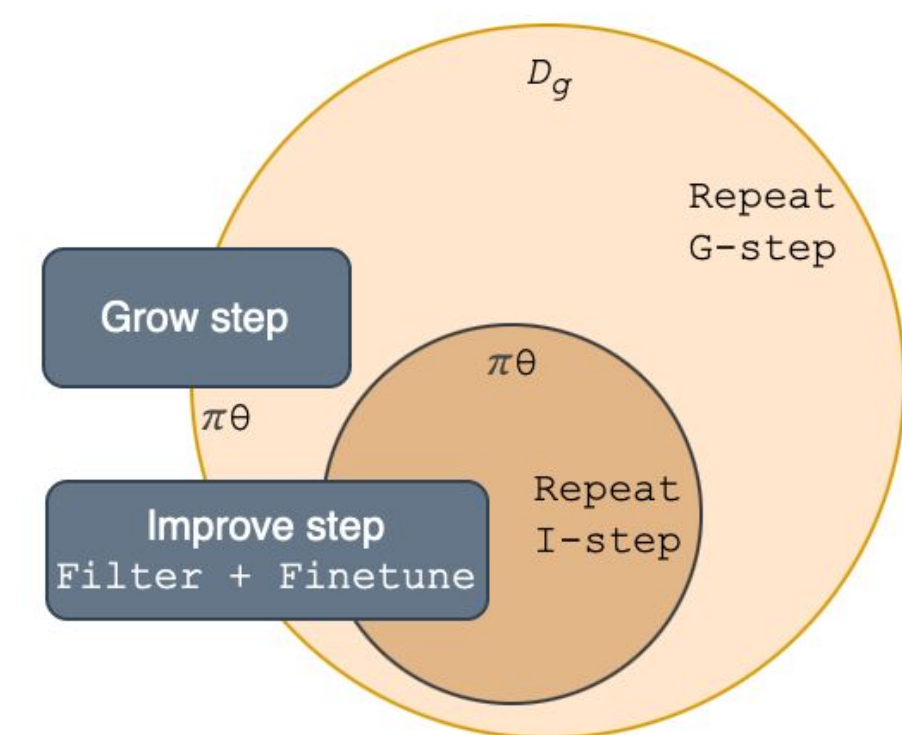 D_g
Repeat
G-step
Grow step
πθ
πθ
Improve step
Filter + Finetune
Repeat
I-step